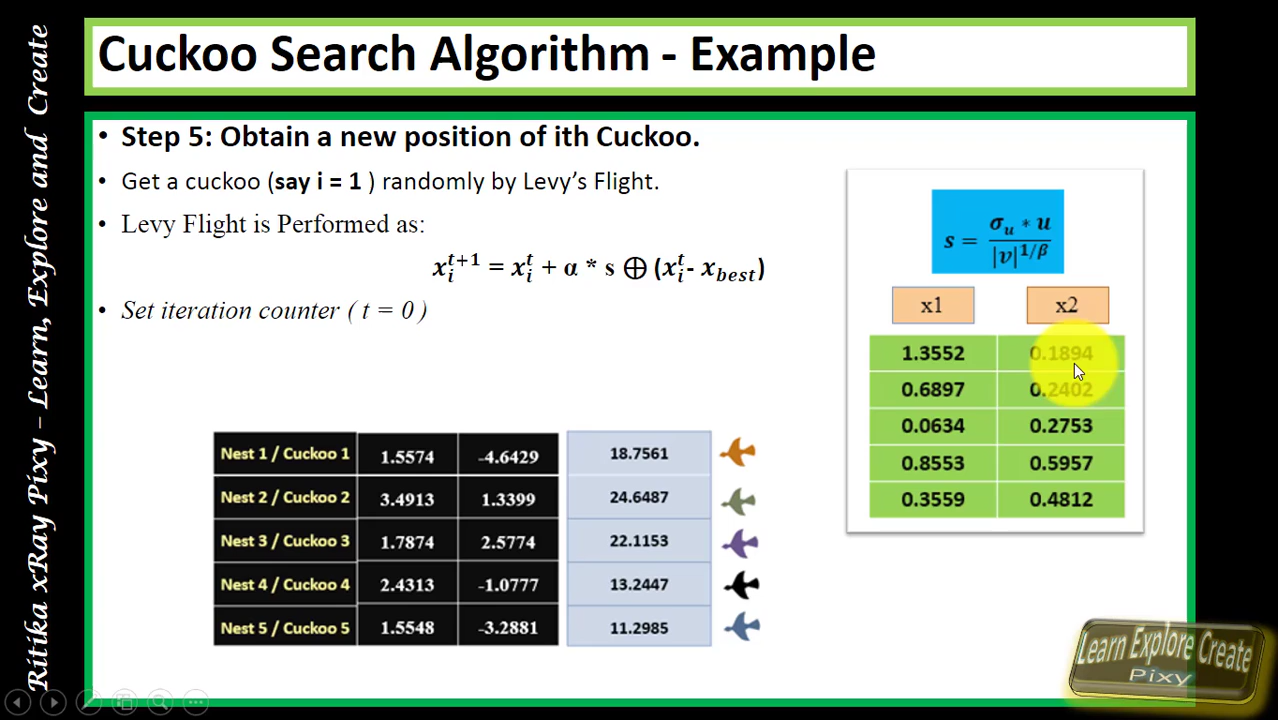 Cuckoo Search Algorithm - Example
Ritika xRay Pixy – Learn, Explore and Create
• Step 5: Obtain a new position of ith Cuckoo.
• Get a cuckoo (say i = 1 ) randomly by Levy’s Flight.
• Levy Flight is Performed as:
x_i^{t+1} = x_i^t + α * s ⊕ (x_i^t - x_best)
• Set iteration counter ( t = 0 )
s = σ_u * u / |v|^{1/β}
x1 x2
1.3552 0.1894
0.6897 0.2402
0.0634 0.2753
0.8553 0.5957
0.3559 0.4812
Nest 1 / Cuckoo 1 1.5574 -4.6429 18.7561
Nest 2 / Cuckoo 2 3.4913 1.3399 24.6487
Nest 3 / Cuckoo 3 1.7874 2.5774 22.1153
Nest 4 / Cuckoo 4 2.4313 -1.0777 13.2447
Nest 5 / Cuckoo 5 1.5548 -3.2881 11.2985
Learn Explore Create
Pixy